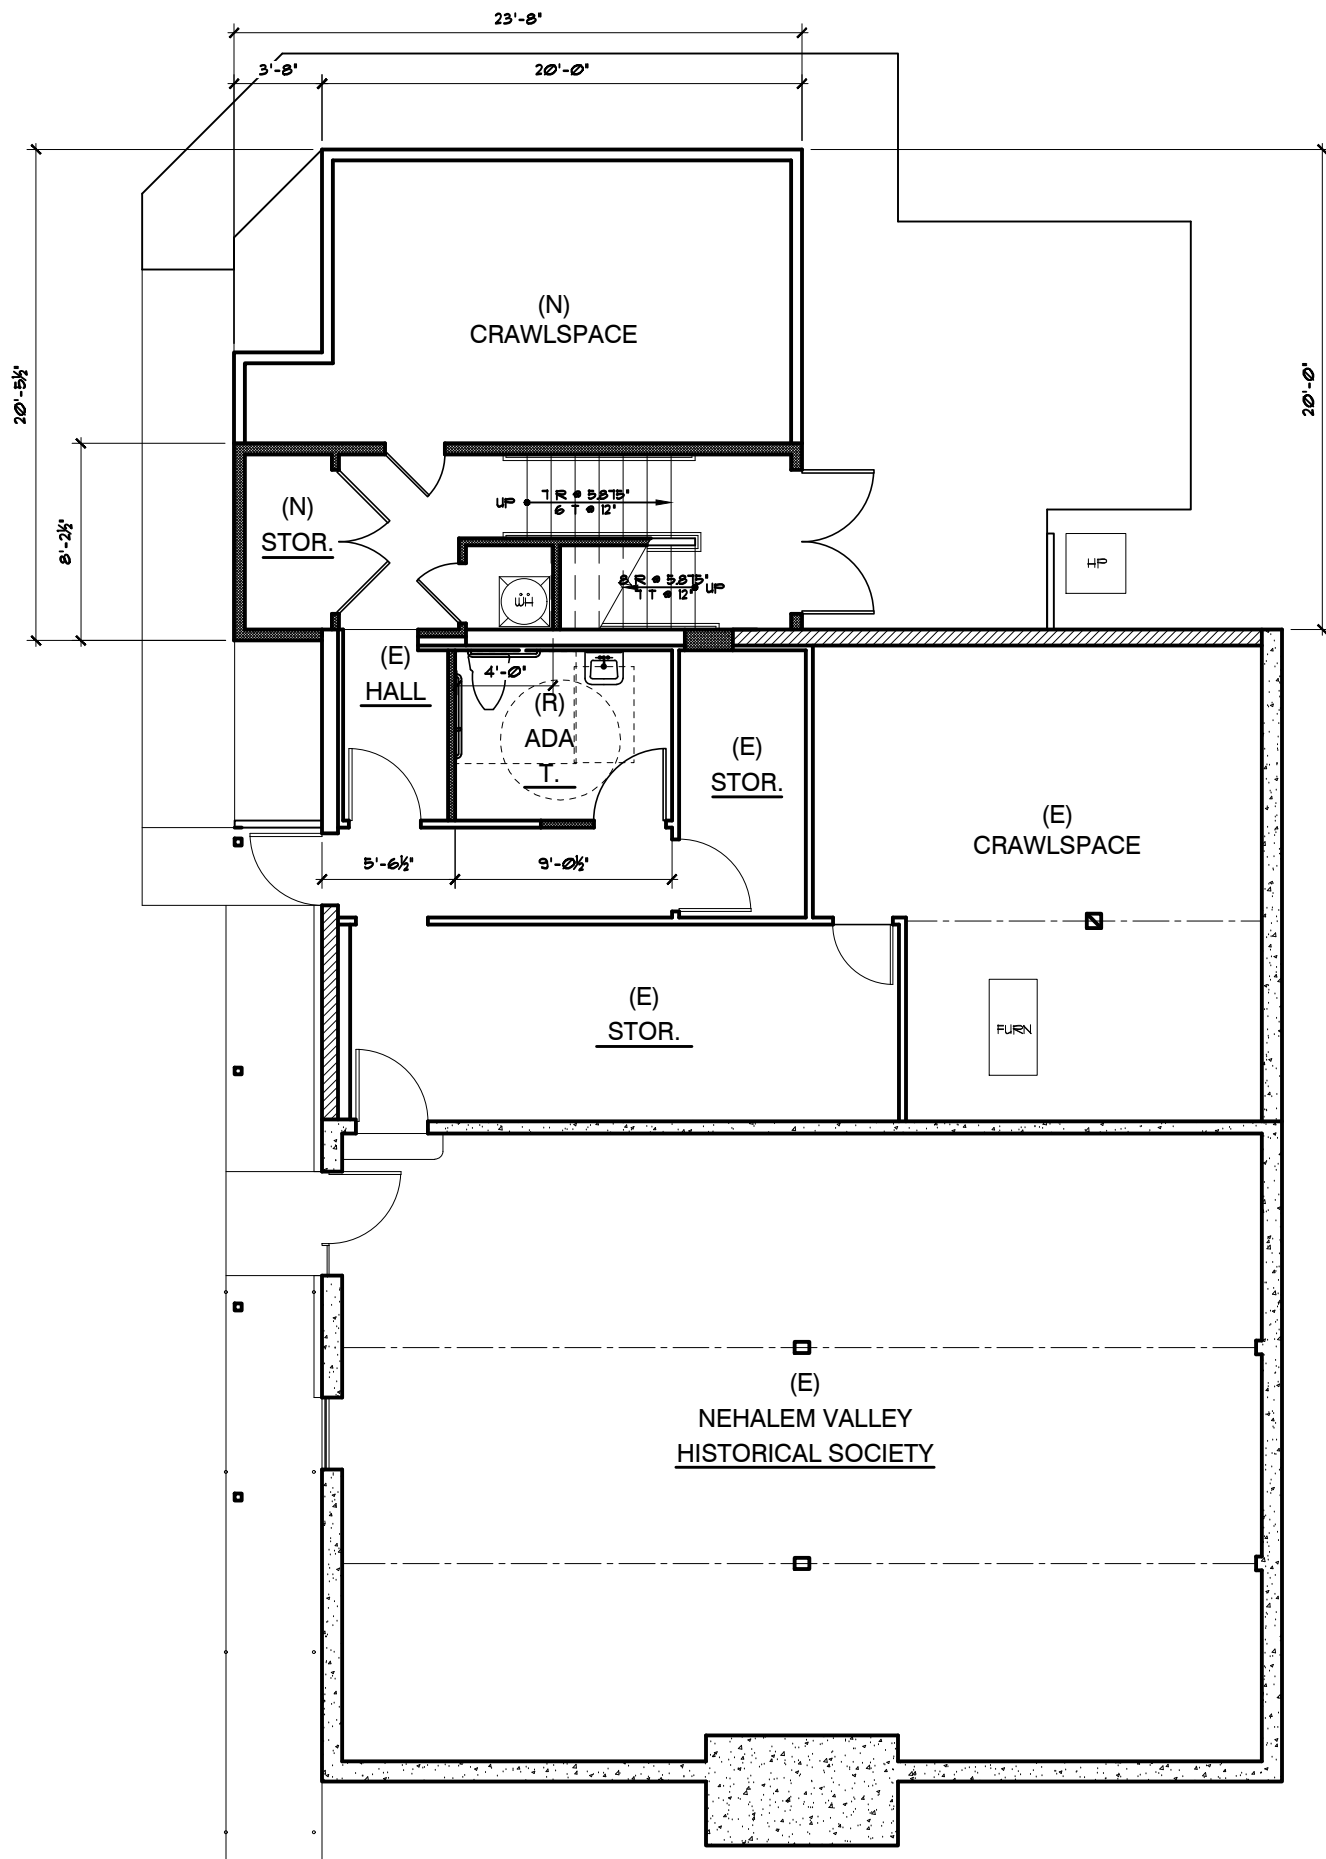 23'-8"
3'-8"
20'-0"
20'-5½"
20'-0"
(N)
CRAWLSPACE
8'-2½"
(N)
STOR.
UP
7 R @ 5.875"
6 T @ 12"
8 R @ 5.875"
7 T @ 12"
UP
WH
HP
(E)
HALL
4'-0"
(R)
ADA
T.
(E)
STOR.
(E)
CRAWLSPACE
5'-6½"
9'-0½"
(E)
STOR.
FURN
(E)
NEHALEM VALLEY
HISTORICAL SOCIETY